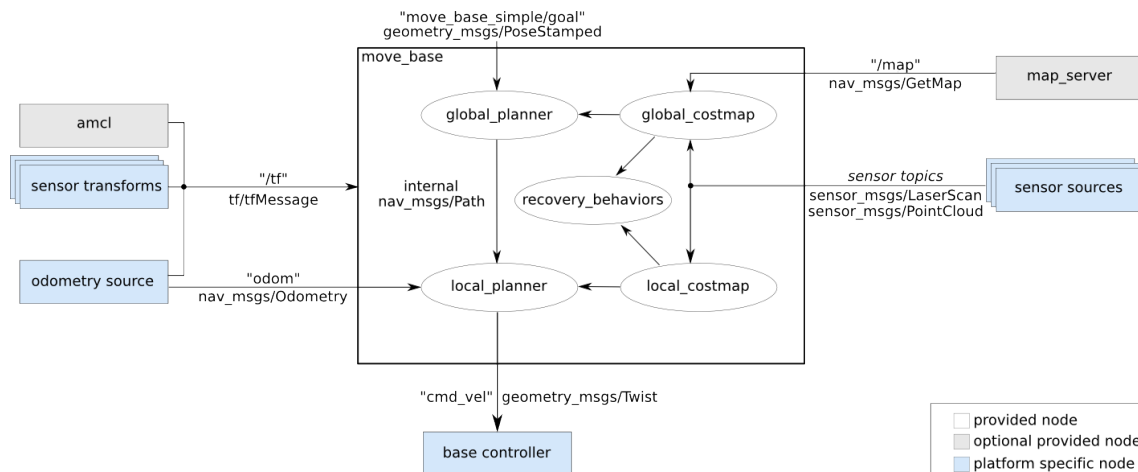 "move_base_simple/goal"
geometry_msgs/PoseStamped
move_base
"/map"
nav_msgs/GetMap
map_server
amcl
global_planner
global_costmap
sensor transforms
"/tf"
tf/tfMessage
internal
nav_msgs/Path
recovery_behaviors
sensor topics
sensor_msgs/LaserScan
sensor_msgs/PointCloud
sensor sources
odometry source
"odom"
nav_msgs/Odometry
local_planner
local_costmap
"cmd_vel"
geometry_msgs/Twist
base controller
provided node
optional provided node
platform specific node